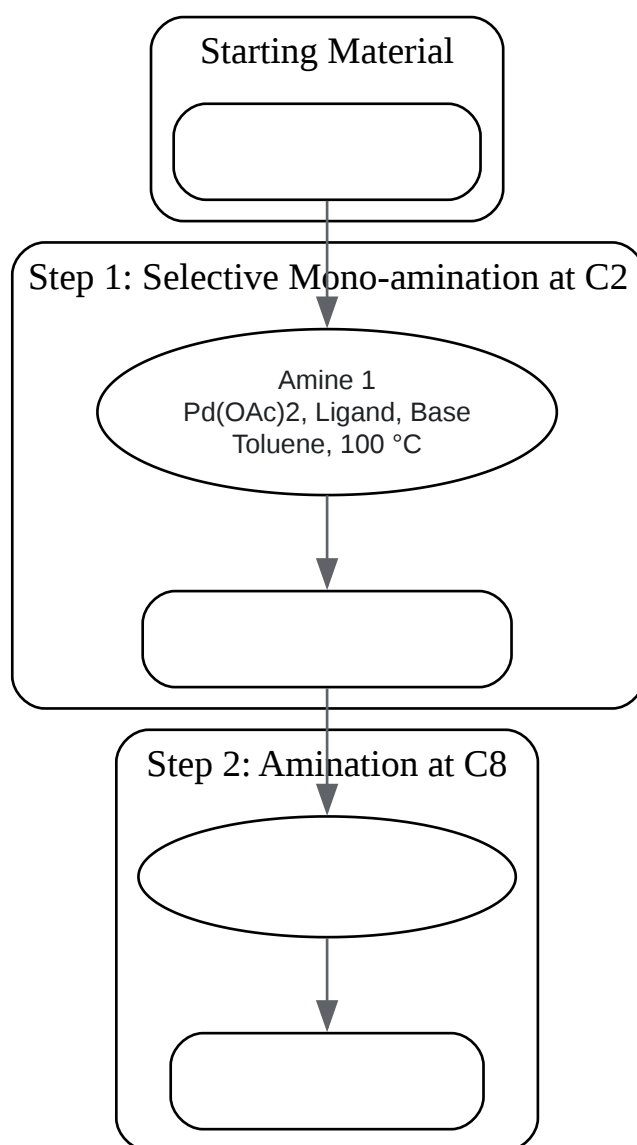 Starting Material
Step 1: Selective Mono-amination at C2
Amine 1
Pd(OAc)2, Ligand, Base
Toluene, 100 °C
Step 2: Amination at C8